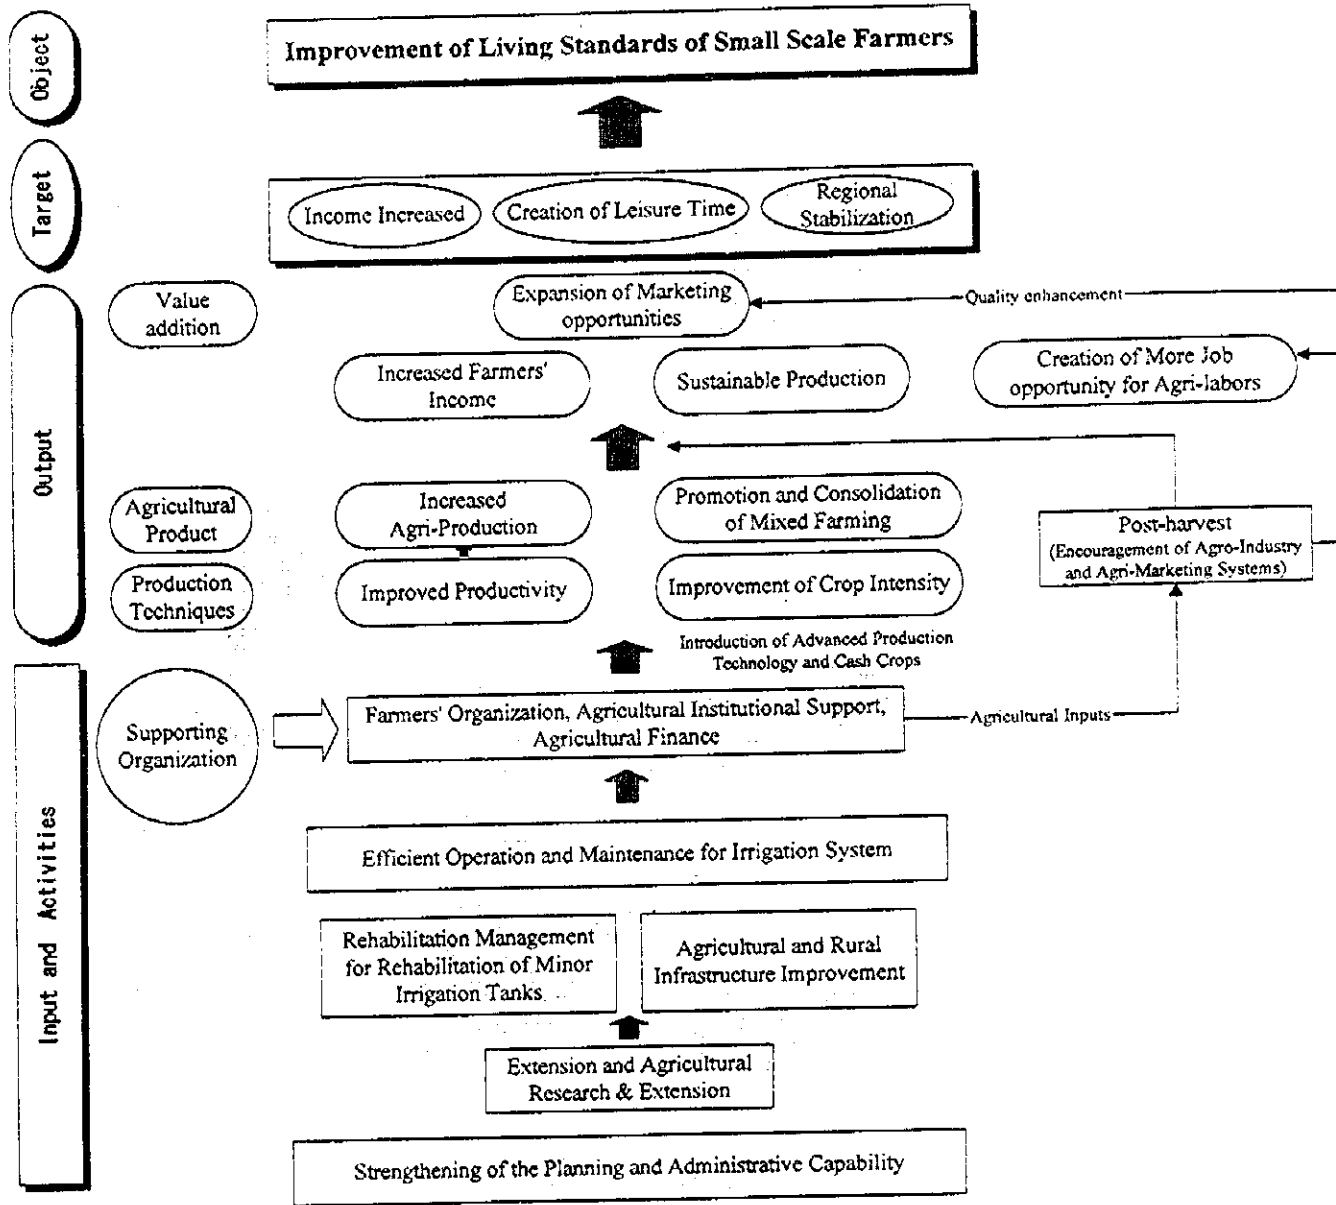 Object
Improvement of Living Standards of Small Scale Farmers
Target
Income Increased
Creation of Leisure Time
Regional
Stabilization
Output
Value
addition
Expansion of Marketing
opportunities
Quality enhancement
Increased Farmers'
Income
Sustainable Production
Creation of More Job
opportunity for Agri-labors
Agricultural
Product
Increased
Agri-Production
Promotion and Consolidation
of Mixed Farming
Post-harvest
(Encouragement of Agro-Industry
and Agri-Marketing Systems)
Production
Techniques
Improved Productivity
Improvement of Crop Intensity
Introduction of Advanced Production
Technology and Cash Crops
Input and Activities
Supporting
Organization
Farmers' Organization, Agricultural Institutional Support,
Agricultural Finance
Agricultural Inputs
Efficient Operation and Maintenance for Irrigation System
Rehabilitation Management
for Rehabilitation of Minor
Irrigation Tanks
Agricultural and Rural
Infrastructure Improvement
Extension and Agricultural
Research & Extension
Strengthening of the Planning and Administrative Capability